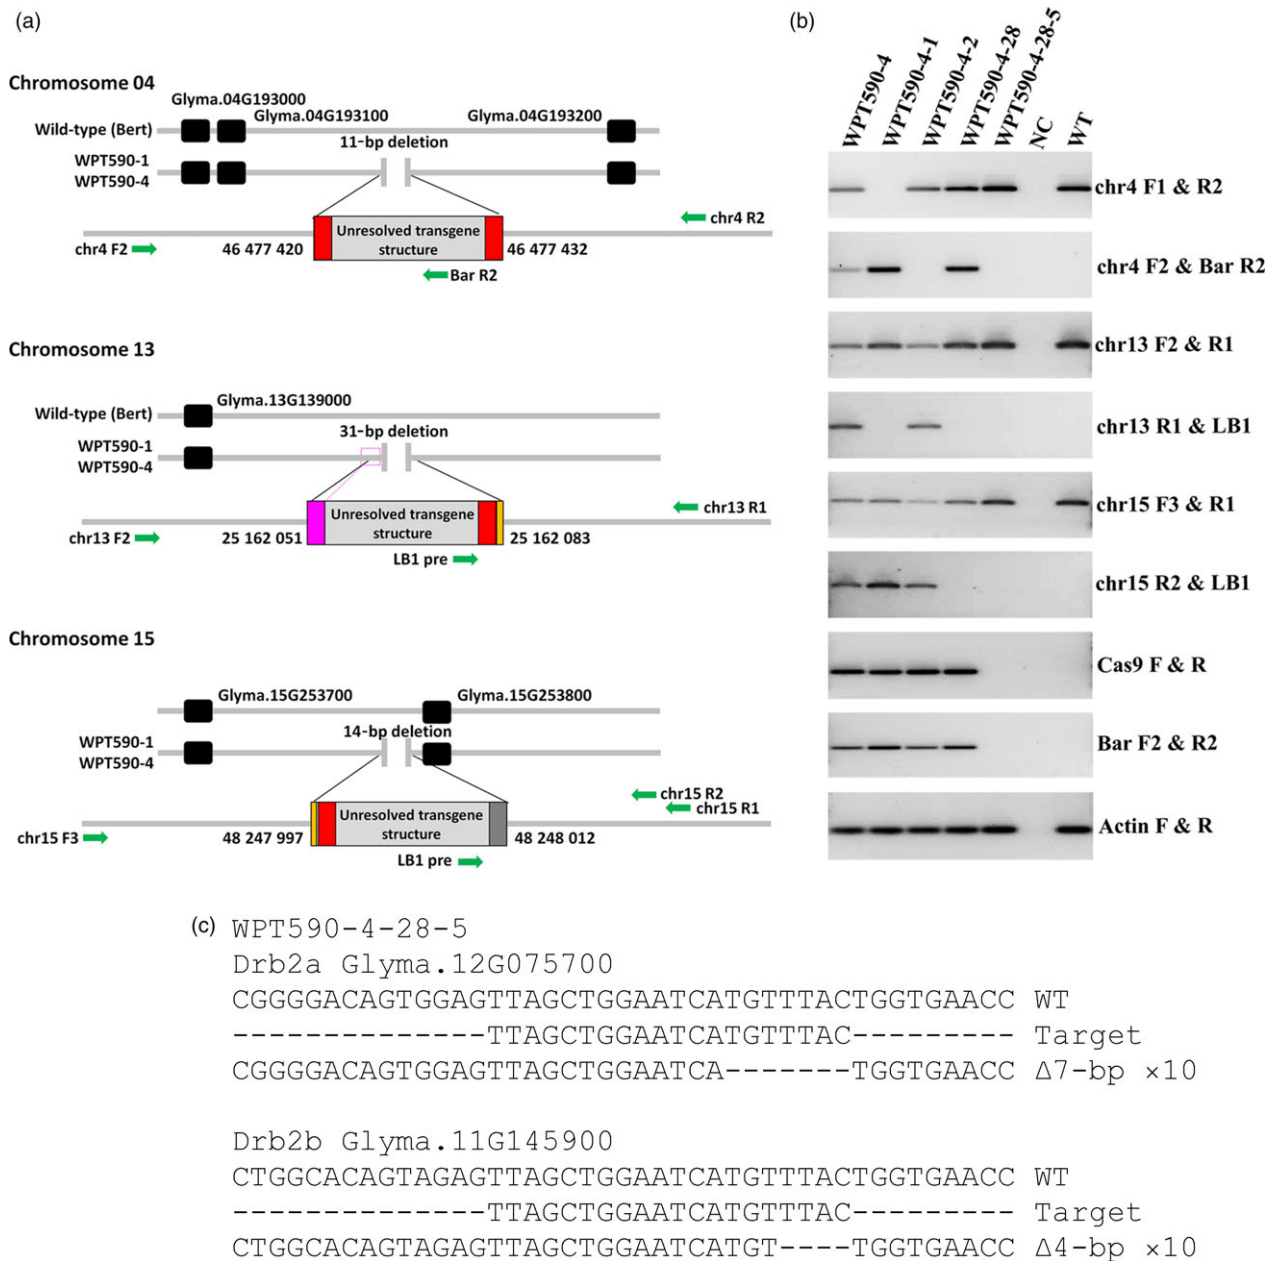 (a)
Chromosome 04
Glyma.04G193000
Glyma.04G193100
Glyma.04G193200
Wild-type (Bert)
11-bp deletion
WPT590-1
WPT590-4
Unresolved transgene
structure
chr4 R2
chr4 F2
46 477 420
46 477 432
Bar R2
Chromosome 13
Glyma.13G139000
Wild-type (Bert)
31-bp deletion
WPT590-1
WPT590-4
Unresolved transgene
structure
chr13 R1
chr13 F2
25 162 051
25 162 083
LB1 pre
Chromosome 15
Glyma.15G253700
Glyma.15G253800
14-bp deletion
WPT590-1
WPT590-4
chr15 R2
chr15 R1
Unresolved transgene
structure
chr15 F3
48 247 997
48 248 012
LB1 pre
(b)
WPT590-4
WPT590-4-1
WPT590-4-2
WPT590-4-28
WPT590-4-28-5
NC
WT
chr4 F1 & R2
chr4 F2 & Bar R2
chr13 F2 & R1
chr13 R1 & LB1
chr15 F3 & R1
chr15 R2 & LB1
Cas9 F & R
Bar F2 & R2
Actin F & R
(c) WPT590-4-28-5
Drb2a Glyma.12G075700
CGGGGACAGTGGAGTTAGCTGGAATCATGTTTACTGGTGAACC WT
--------------TTAGCTGGAATCATGTTTAC--------- Target
CGGGGACAGTGGAGTTAGCTGGAATCA-------TGGTGAACC Δ7-bp ×10
Drb2b Glyma.11G145900
CTGGCACAGTAGAGTTAGCTGGAATCATGTTTACTGGTGAACC WT
--------------TTAGCTGGAATCATGTTTAC--------- Target
CTGGCACAGTAGAGTTAGCTGGAATCATGT----TGGTGAACC Δ4-bp ×10